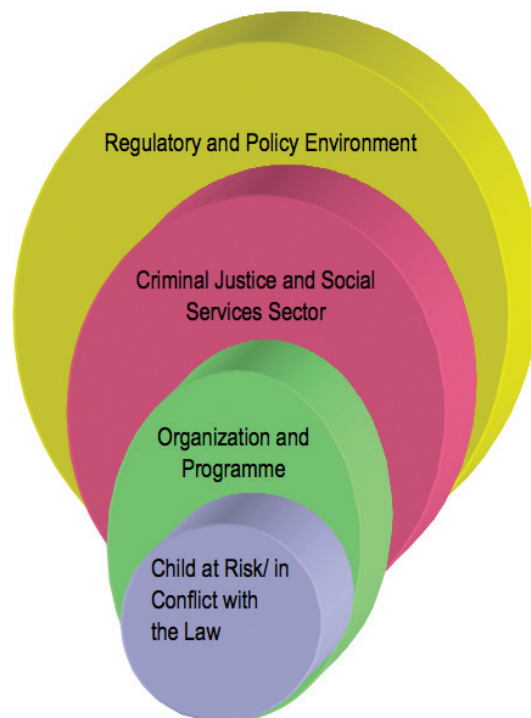 Regulatory and Policy Environment
Criminal Justice and Social
Services Sector
Organization and
Programme
Child at Risk/ in
Conflict with
the Law